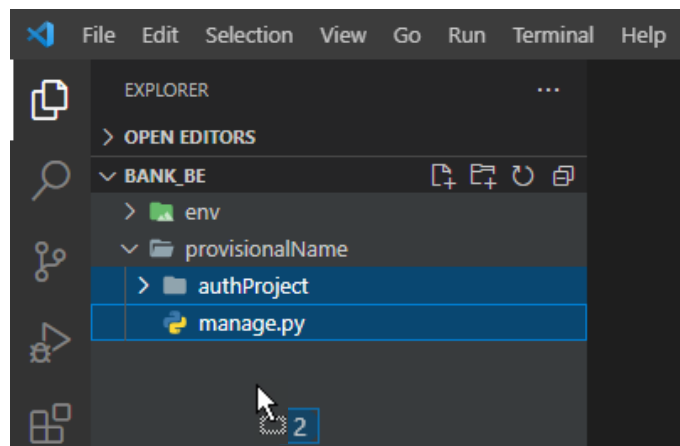 File Edit Selection View Go Run Terminal Help
EXPLORER
OPEN EDITORS
BANK_BE
env
provisionalName
authProject
manage.py
2